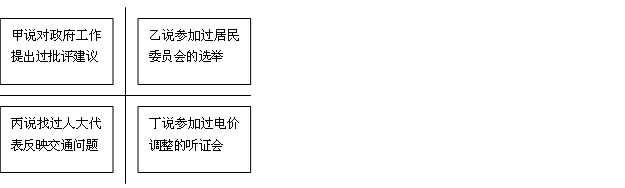 甲说对政府工作
提出过批评建议
乙说参加过居民
委员会的选举
丙说找过人大代
表反映交通问题
丁说参加过电价
调整的听证会